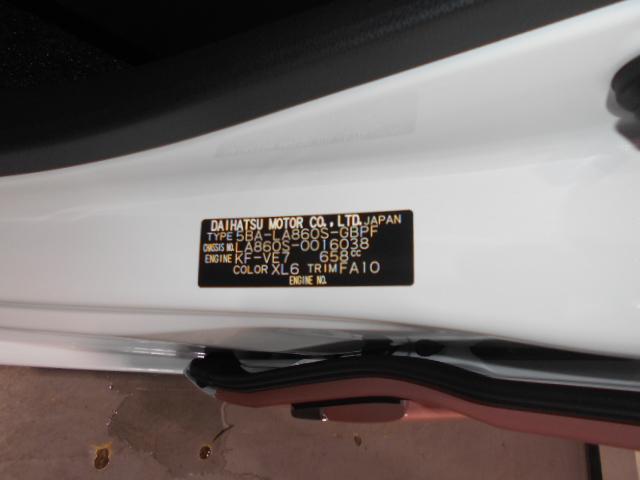 DAIHATSU MOTOR CO., LTD. JAPAN
TYPE 5BA-LA860S-GBPF
CHASSIS NO. LA860S-0016038
ENGINE KF-VE7 658cc
COLOR XL6 TRIM FA10
ENGINE NO.